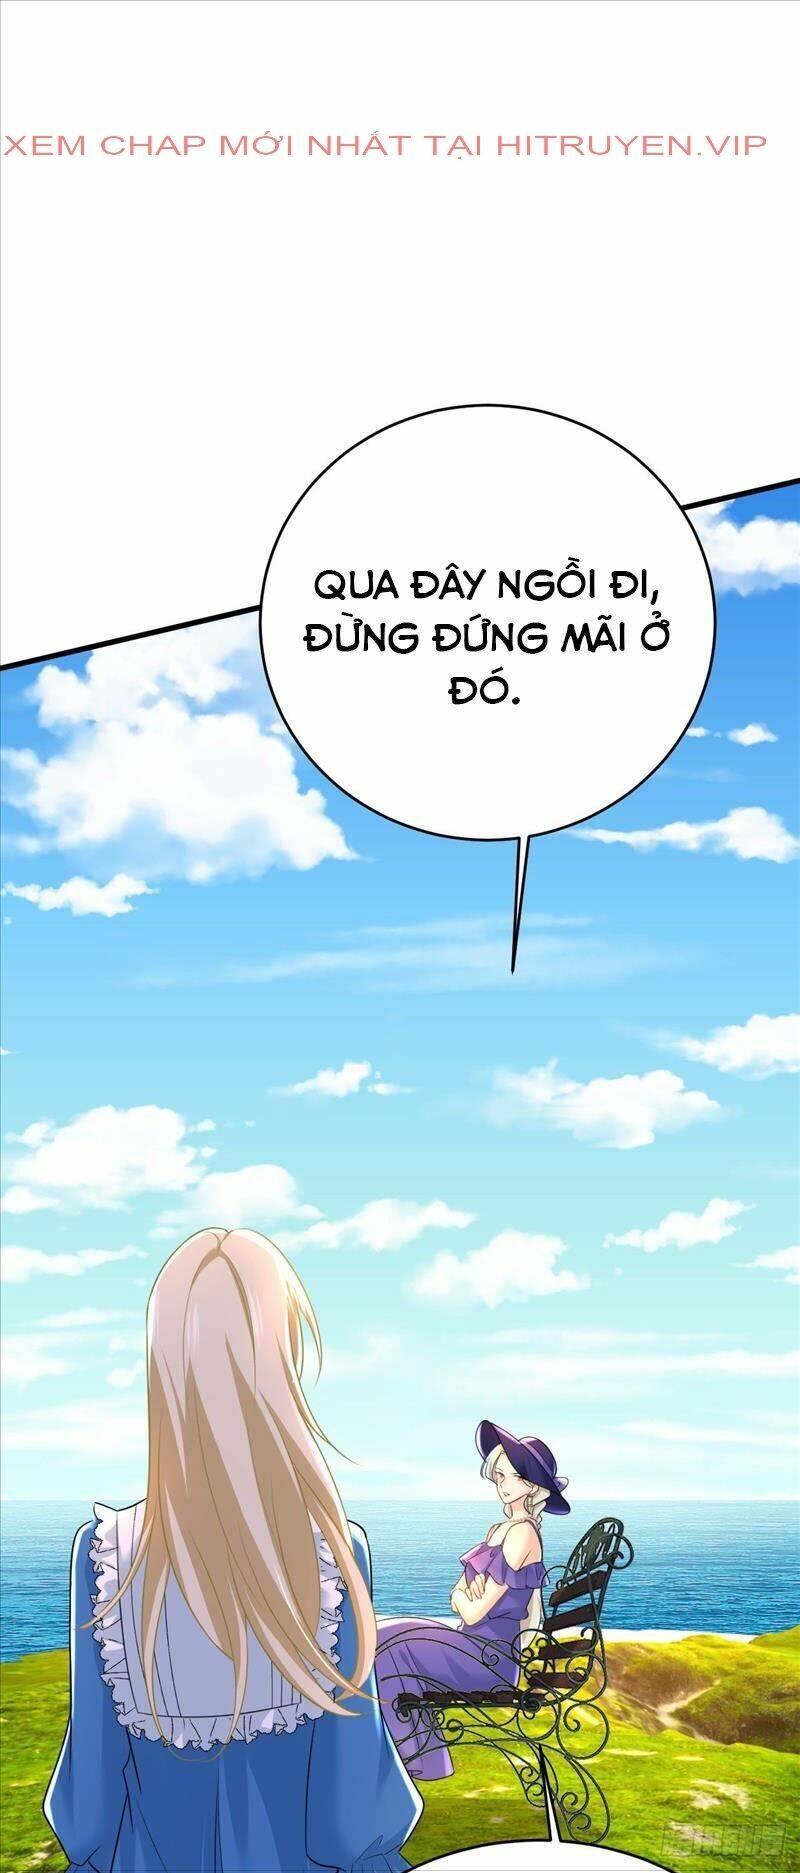 XEM CHAP MỚI NHẤT TẠI HITRUYEN.VIP
QUA ĐÂY NGỒI ĐI,
ĐỪNG ĐỨNG MÃI Ở
ĐÓ.